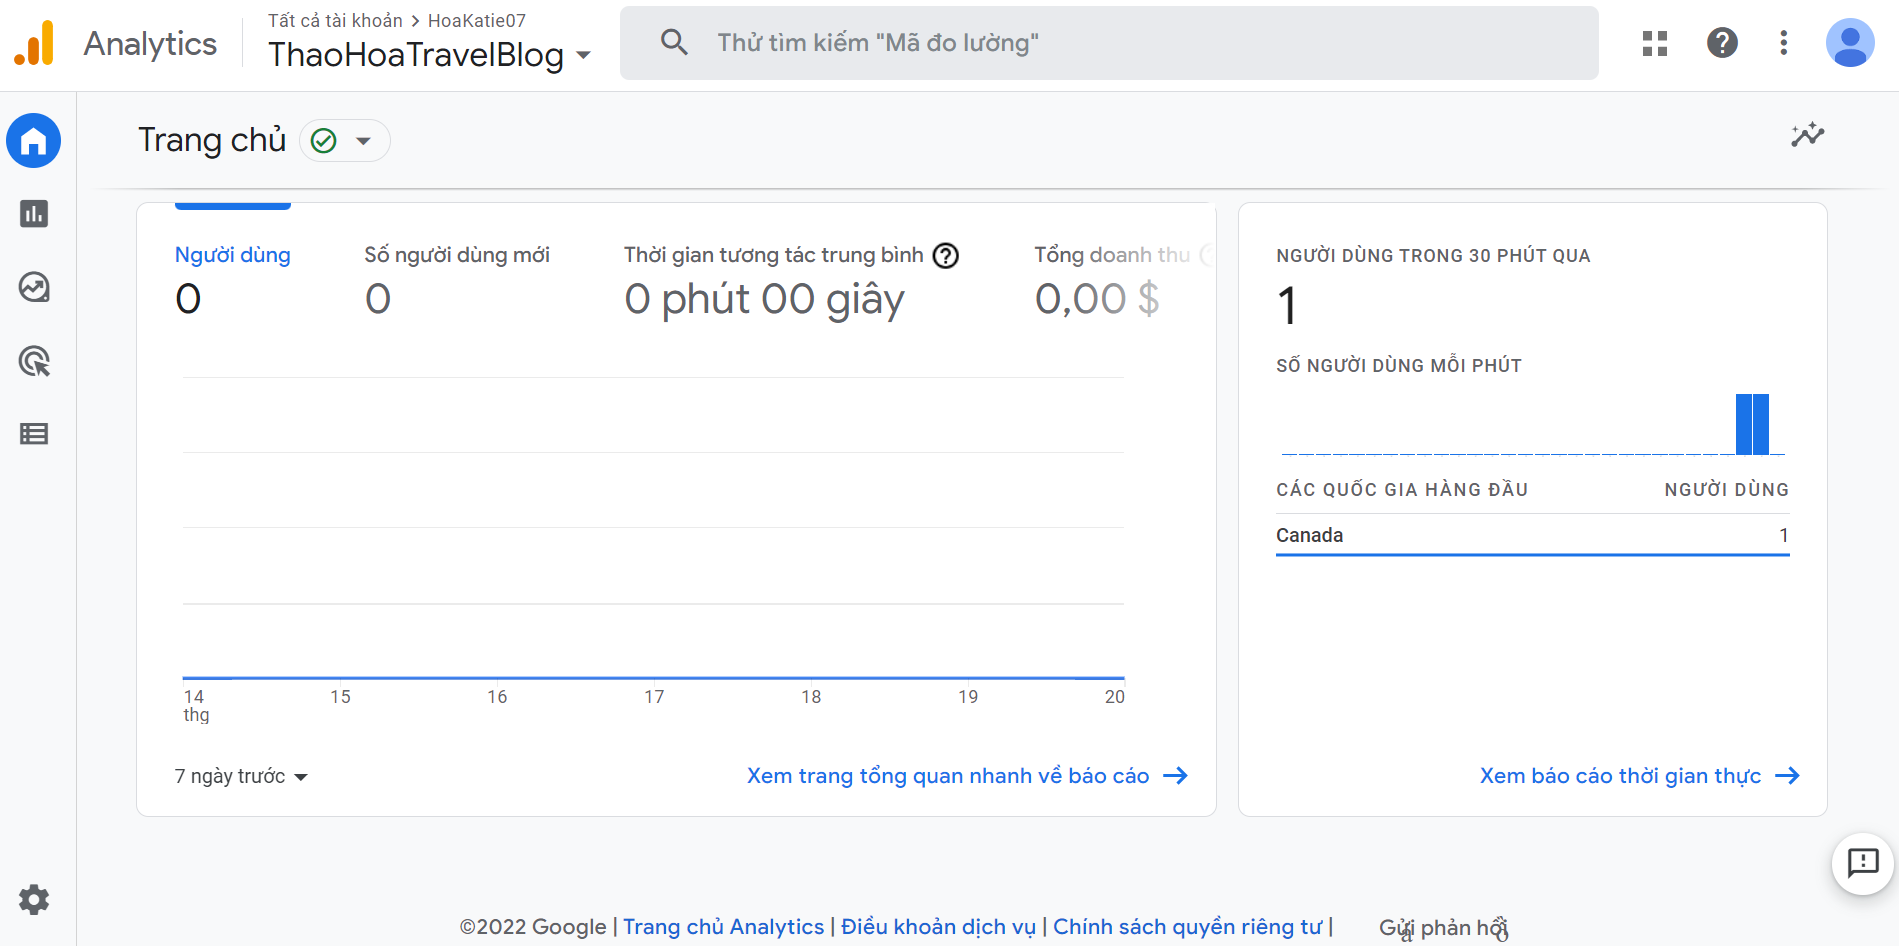 Analytics
Tất cả tài khoản > HoaKatie07
ThaoHoaTravelBlog
Thử tìm kiếm "Mã đo lường"
Trang chủ
Người dùng
0
Số người dùng mới
0
Thời gian tương tác trung bình
0 phút 00 giây
Tổng doanh thu
0,00 $
14 15 16 17 18 19 20
thg
7 ngày trước
Xem trang tổng quan nhanh về báo cáo
NGƯỜI DÙNG TRONG 30 PHÚT QUA
1
SỐ NGƯỜI DÙNG MỖI PHÚT
CÁC QUỐC GIA HÀNG ĐẦU NGƯỜI DÙNG
Canada 1
Xem báo cáo thời gian thực
©2022 Google | Trang chủ Analytics | Điều khoản dịch vụ | Chính sách quyền riêng tư | Gửi phản hồi